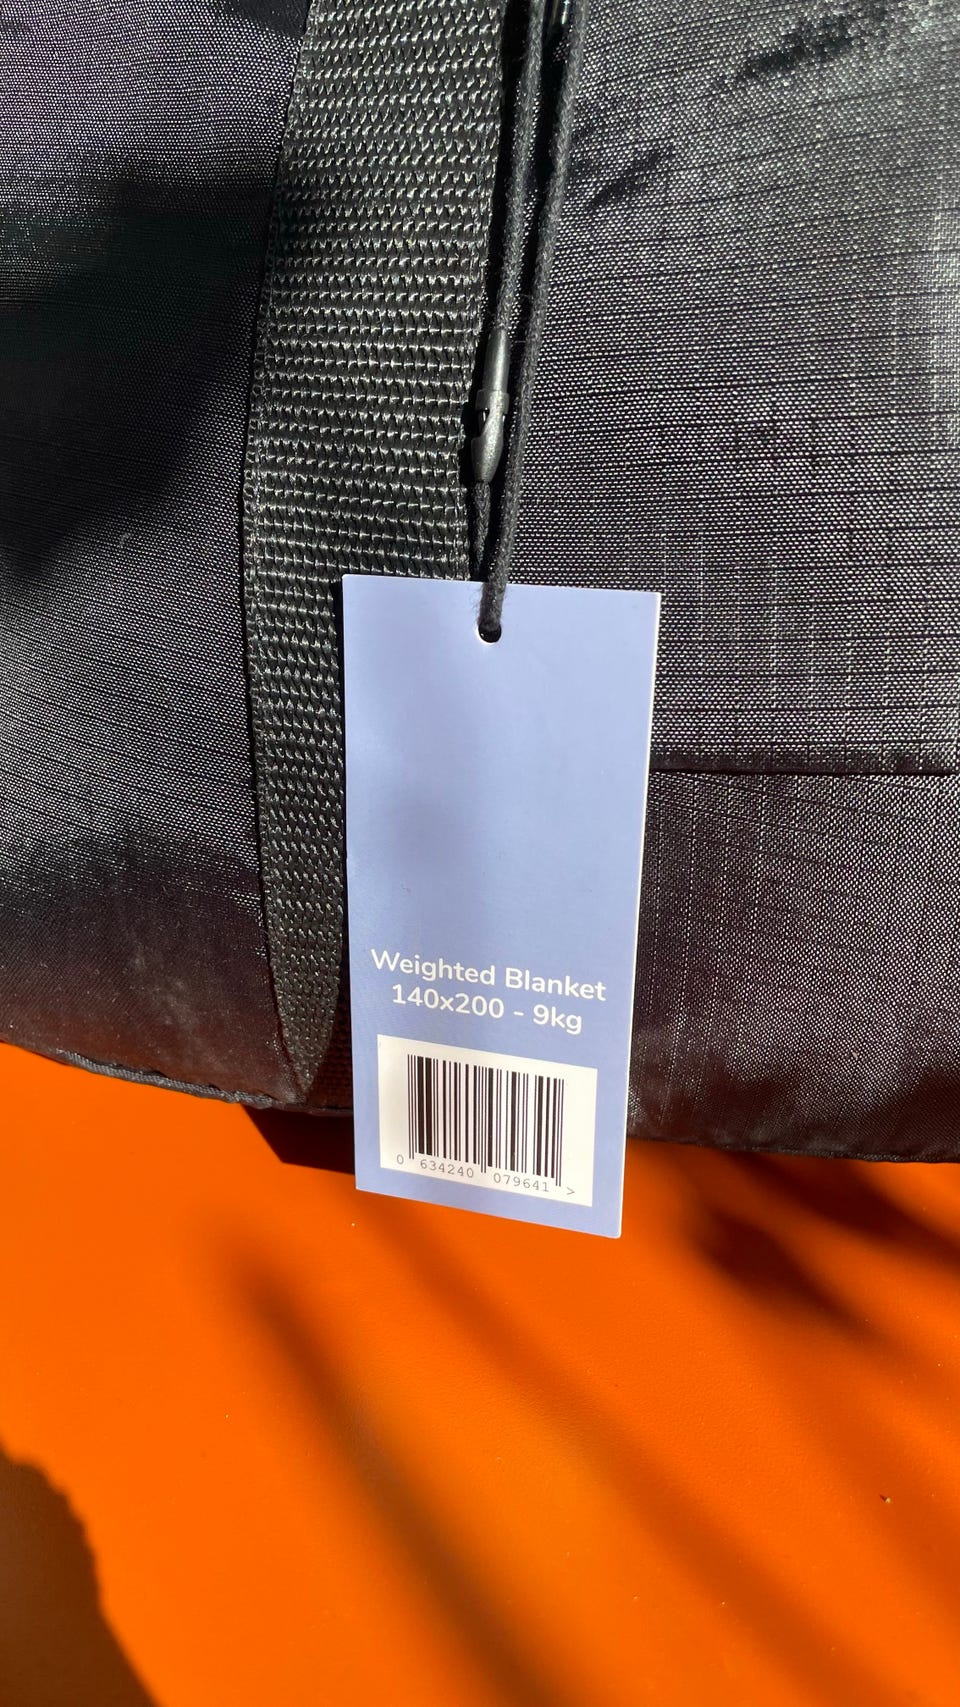 Weighted Blanket
140x200 - 9kg
0 634240 079641 >